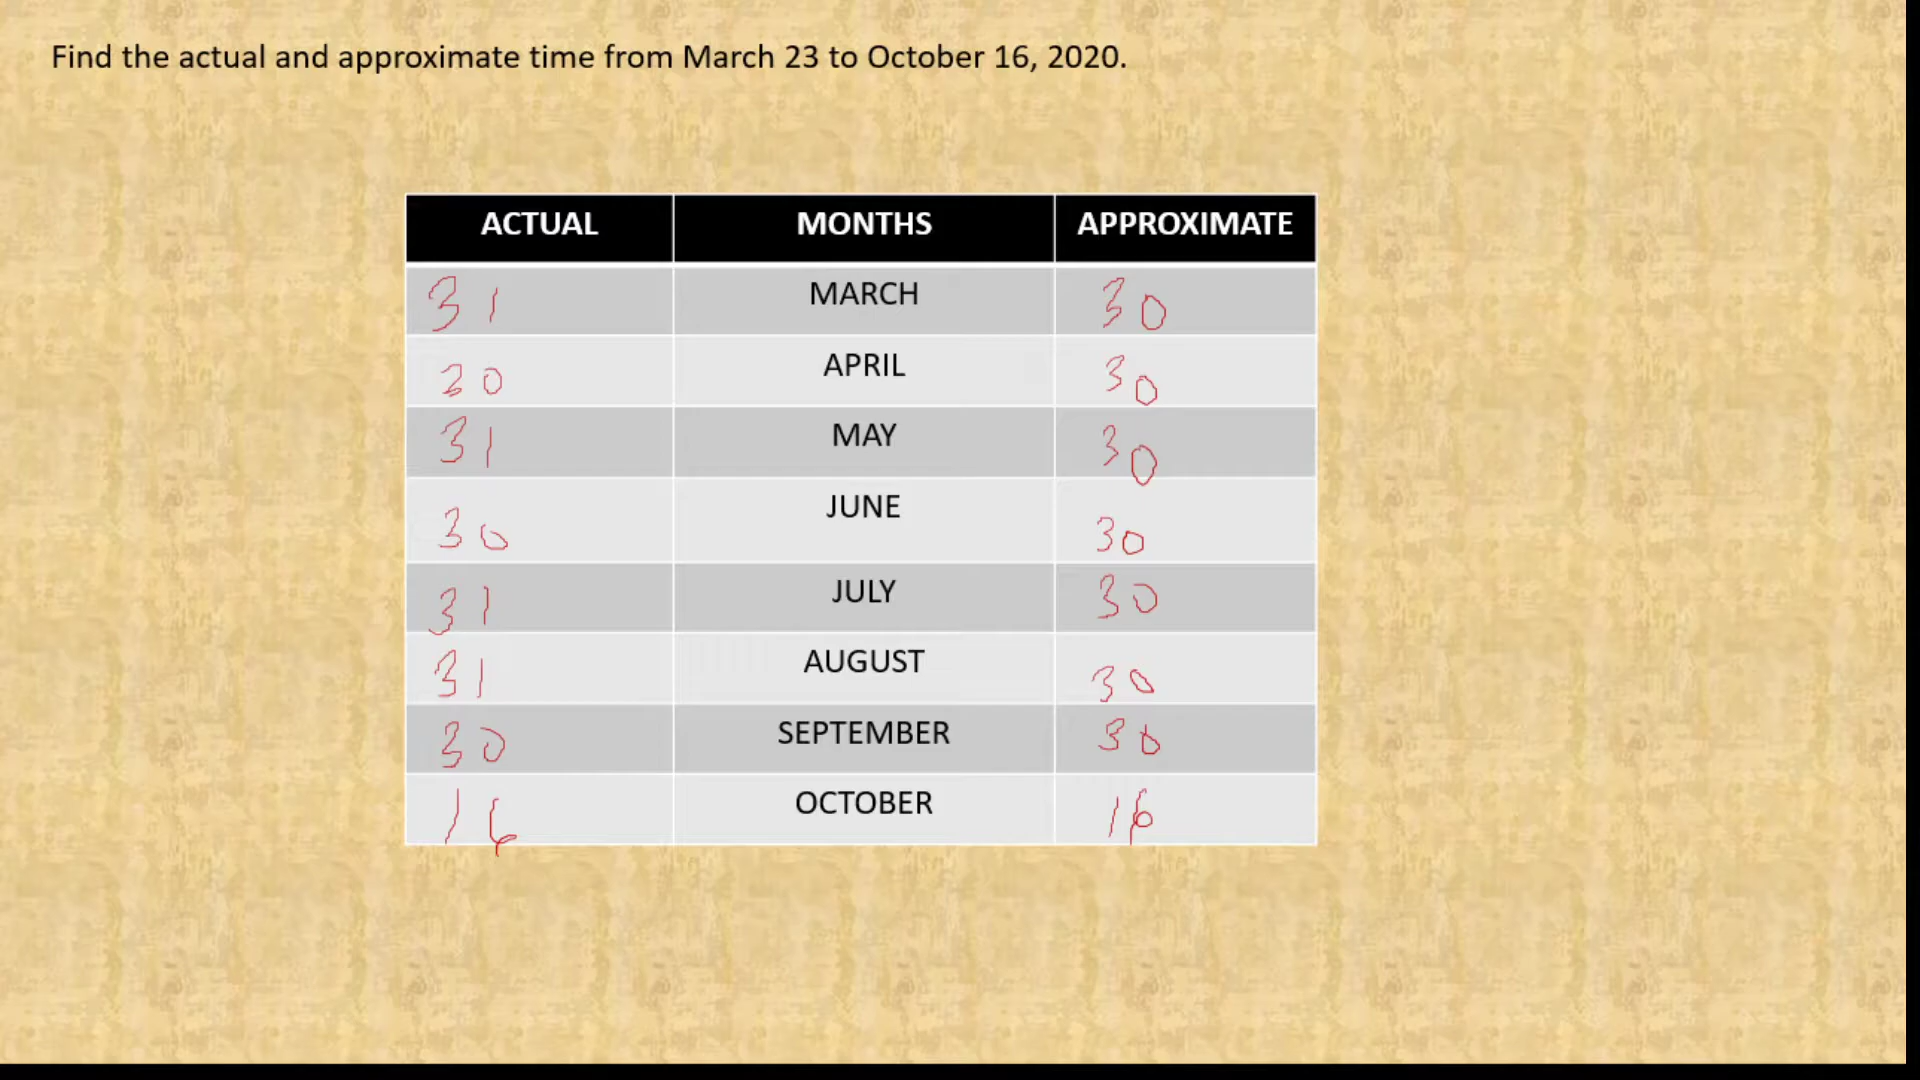 Find the actual and approximate time from March 23 to October 16, 2020.
ACTUAL MONTHS APPROXIMATE
31 MARCH 30
30 APRIL 30
31 MAY 30
30 JUNE 30
31 JULY 30
31 AUGUST 30
30 SEPTEMBER 30
16 OCTOBER 16